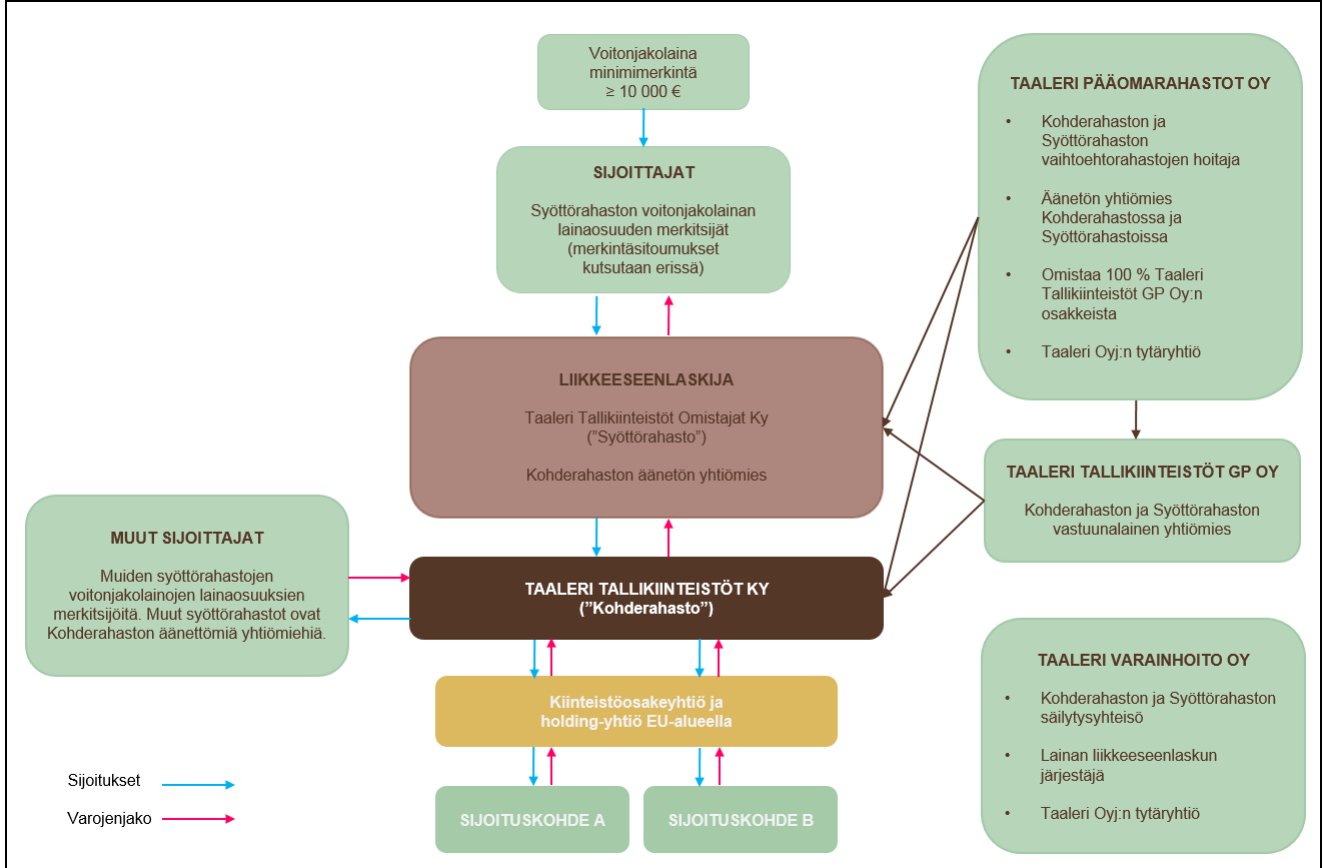 Voitonjakolaina
minimimerkintä
≥ 10 000 €
SIJOITTAJAT
Syöttörahaston voitonjakolainan
lainaosuuden merkitsijät
(merkintäsitoumukset
kutsutaan erissä)
LIIKKEESEENLASKIJA
Taaleri Tallikiinteistöt Omistajat Ky
("Syöttörahasto")
Kohderahaston äänetön yhtiömies
MUUT SIJOITTAJAT
Muiden syöttörahastojen
voitonjakolainojen lainaosuuksien
merkitsijöitä. Muut syöttörahastot ovat
Kohderahaston äänettömiä yhtiömiehiä.
TAALERI TALLIKIINTEISTÖT KY
("Kohderahasto")
Kiinteistöosakeyhtiö ja
holding-yhtiö EU-alueella
SIJOITUSKOHDE A
SIJOITUSKOHDE B
Sijoitukset
Varojenjako
TAALERI PÄÄOMARAHASTOT OY
• Kohderahaston ja
Syöttörahaston
vaihtoehtorahastojen hoitaja
• Äänetön yhtiömies
Kohderahastossa ja
Syöttörahastoissa
• Omistaa 100 % Taaleri
Tallikiinteistöt GP Oy:n
osakkeista
• Taaleri Oyj:n tytäryhtiö
TAALERI TALLIKIINTEISTÖT GP OY
Kohderahaston ja Syöttörahaston
vastuunalainen yhtiömies
TAALERI VARAINHOITO OY
• Kohderahaston ja Syöttörahaston
säilytysyhteisö
• Lainan liikkeeseenlaskun
järjestäjä
• Taaleri Oyj:n tytäryhtiö